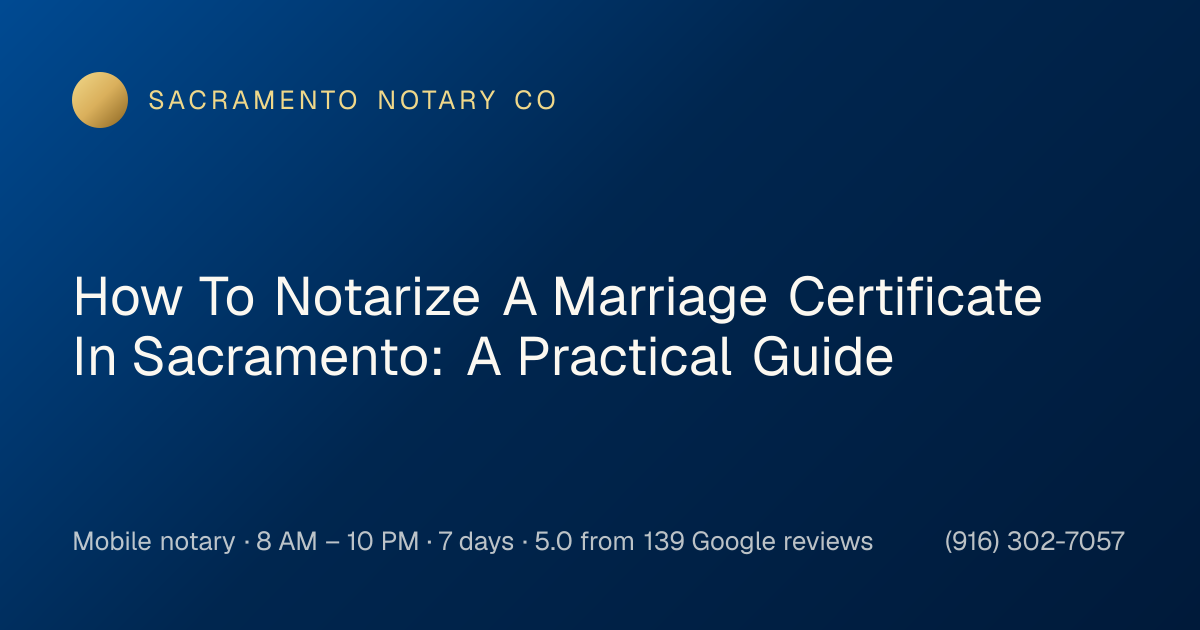 SACRAMENTO NOTARY CO
How To Notarize A Marriage Certificate
In Sacramento: A Practical Guide
Mobile notary · 8 AM – 10 PM · 7 days · 5.0 from 139 Google reviews
(916) 302-7057